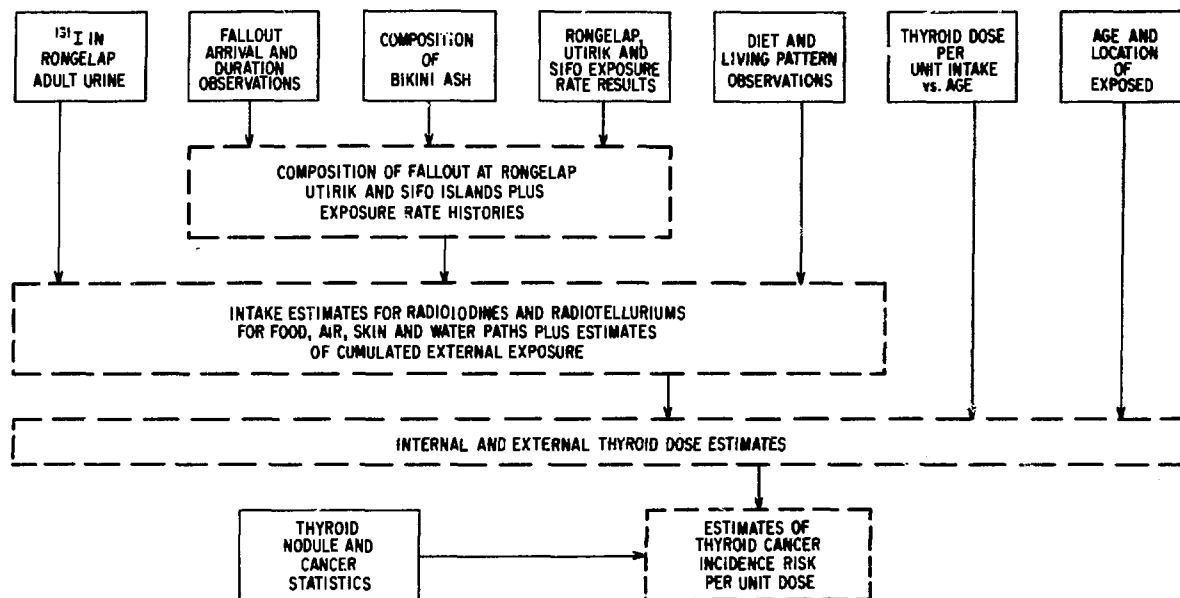 ¹³¹I IN
RONGELAP
ADULT URINE
FALLOUT
ARRIVAL AND
DURATION
OBSERVATIONS
COMPOSITION
OF
BIKINI ASH
RONGELAP,
UTIRIK AND
SIFO EXPOSURE
RATE RESULTS
DIET AND
LIVING PATTERN
OBSERVATIONS
THYROID DOSE
PER
UNIT INTAKE
vs. AGE
AGE AND
LOCATION
OF
EXPOSED
COMPOSITION OF FALLOUT AT RONGELAP
UTIRIK AND SIFO ISLANDS PLUS
EXPOSURE RATE HISTORIES
INTAKE ESTIMATES FOR RADIOIODINES AND RADIOTELLURIUMS
FOR FOOD, AIR, SKIN AND WATER PATHS PLUS ESTIMATES
OF CUMULATED EXTERNAL EXPOSURE
INTERNAL AND EXTERNAL THYROID DOSE ESTIMATES
THYROID
NODULE AND
CANCER
STATISTICS
ESTIMATES OF
THYROID CANCER
INCIDENCE RISK
PER UNIT DOSE